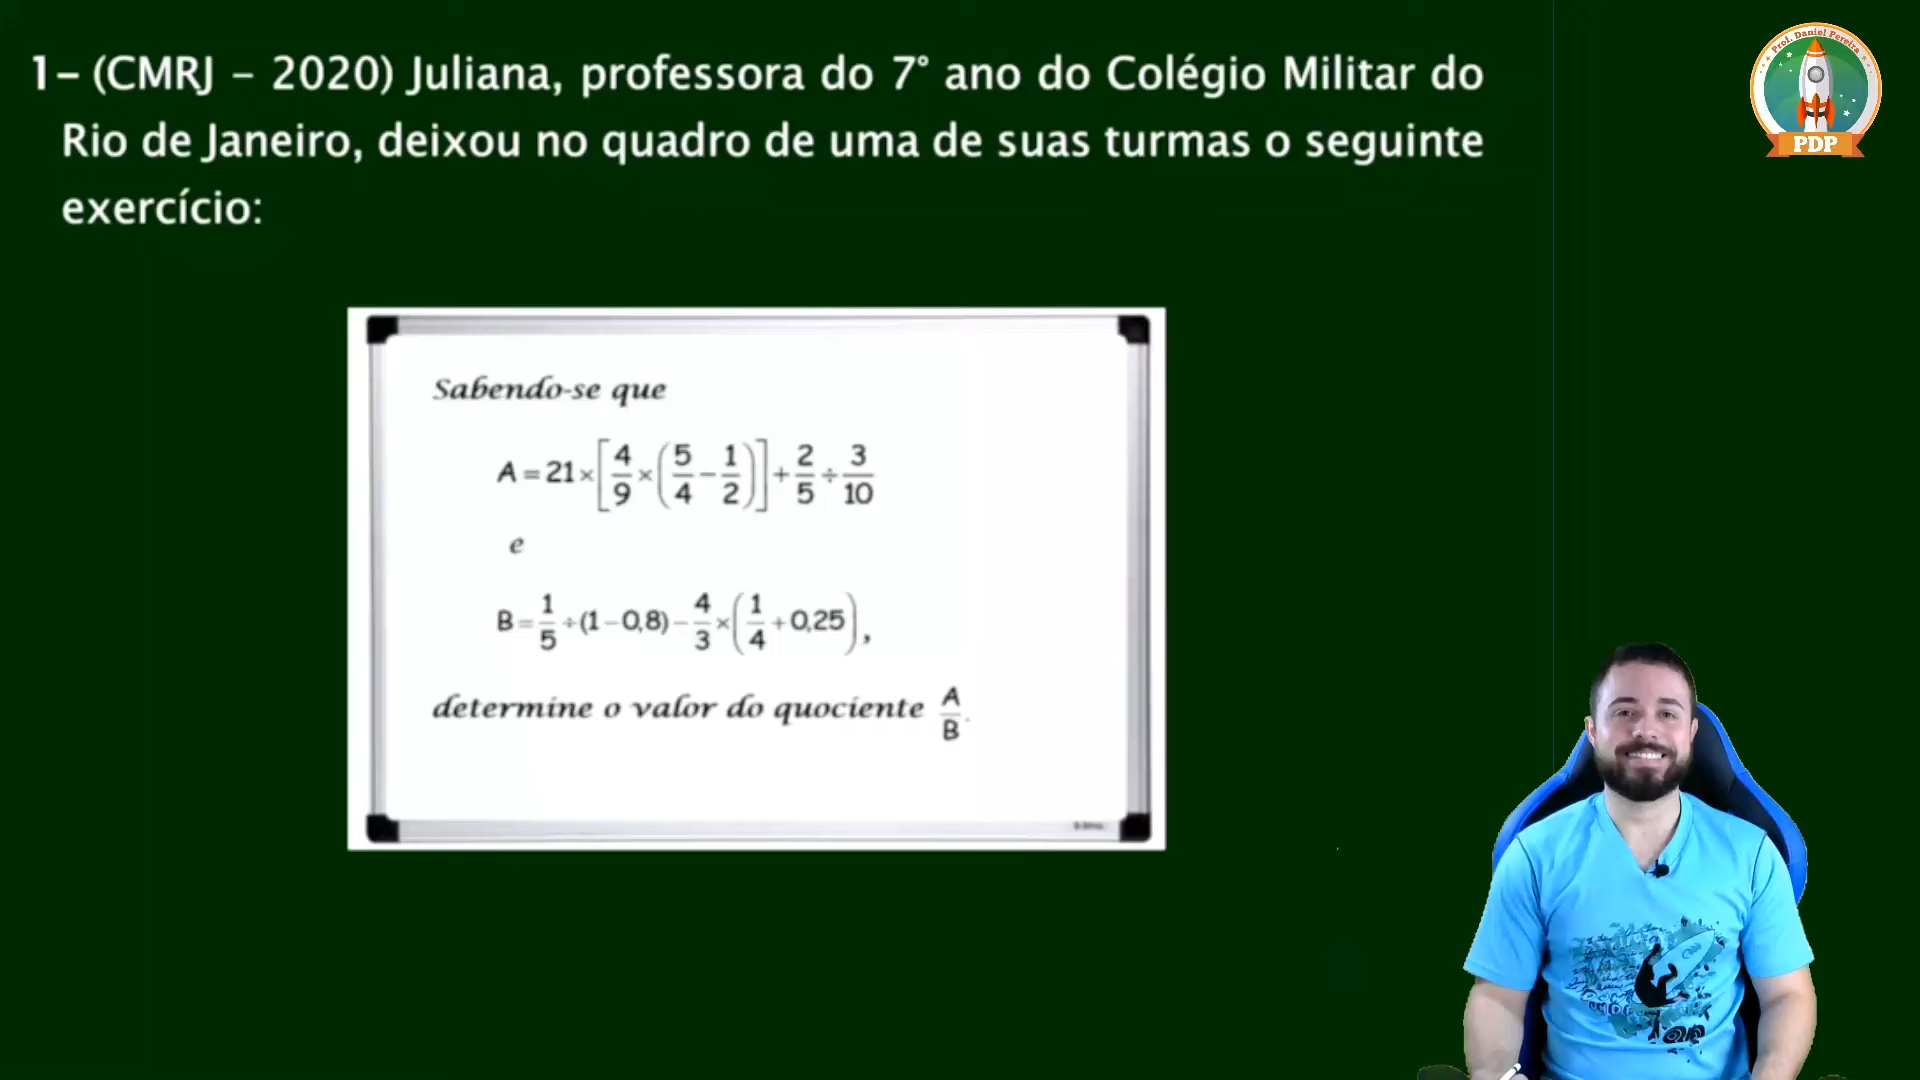 1- (CMRJ - 2020) Juliana, professora do 7° ano do Colégio Militar do
Rio de Janeiro, deixou no quadro de uma de suas turmas o seguinte
exercício:
Prof. Daniel Pereira
PDP
Sabendo-se que
A = 21 × [4/9 × (5/4 − 1/2)] + 2/5 ÷ 3/10
e
B = 1/5 ÷ (1 − 0,8) − 4/3 × (1/4 + 0,25),
determine o valor do quociente A/B.